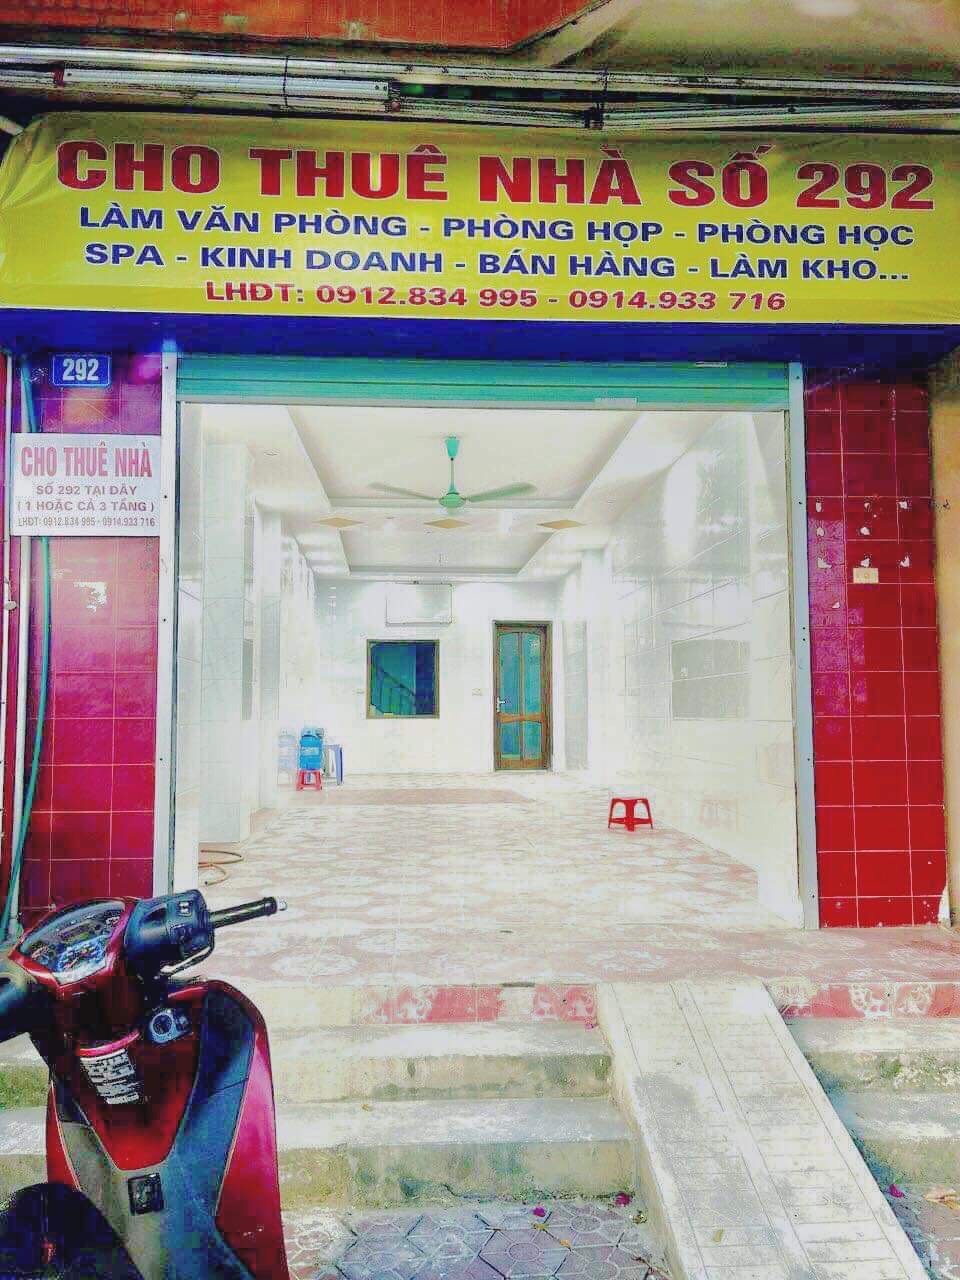 CHO THUÊ NHÀ SỐ 292
LÀM VĂN PHÒNG - PHÒNG HỌP - PHÒNG HỌC
SPA - KINH DOANH - BÁN HÀNG - LÀM KHO...
LHĐT: 0912.834 995 - 0914.933 716
292
CHO THUÊ NHÀ
SỐ 292 TẠI ĐÂY
( 1 HOẶC CẢ 3 TẦNG )
LHĐT: 0912.834 995 - 0914.933 716